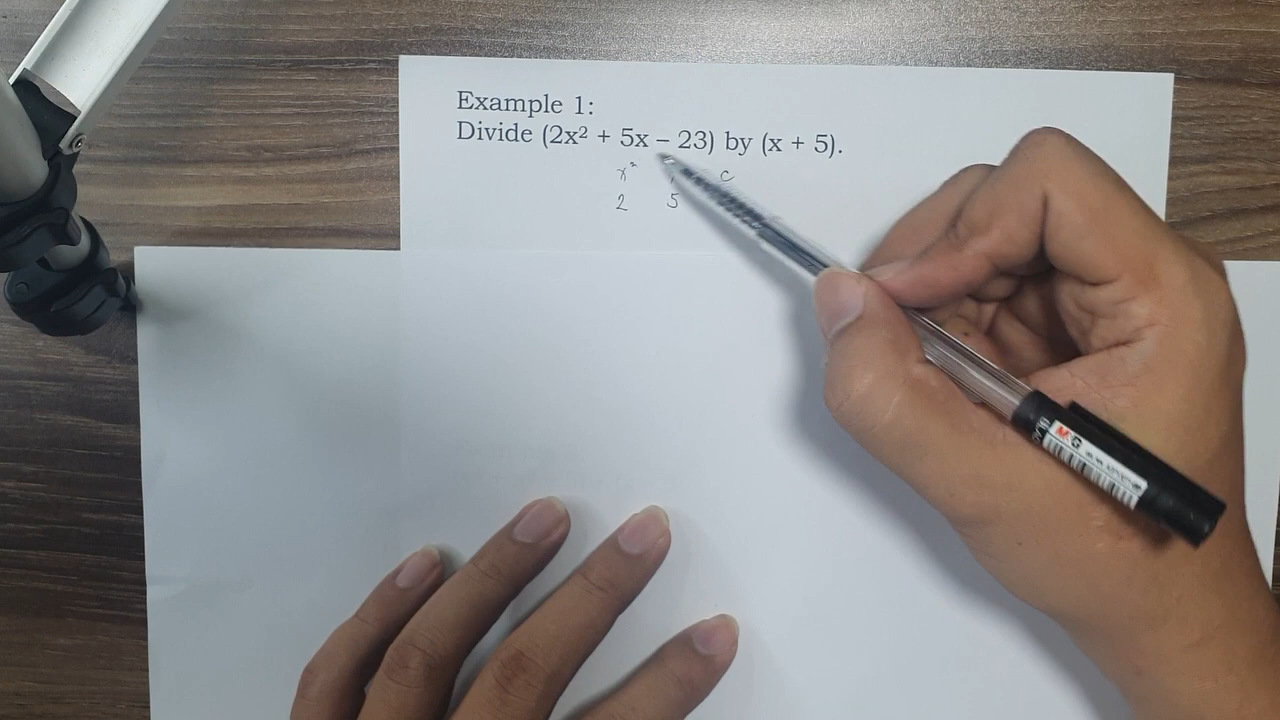 Example 1:
Divide (2x² + 5x – 23) by (x + 5).
x² c
2 5
M&G